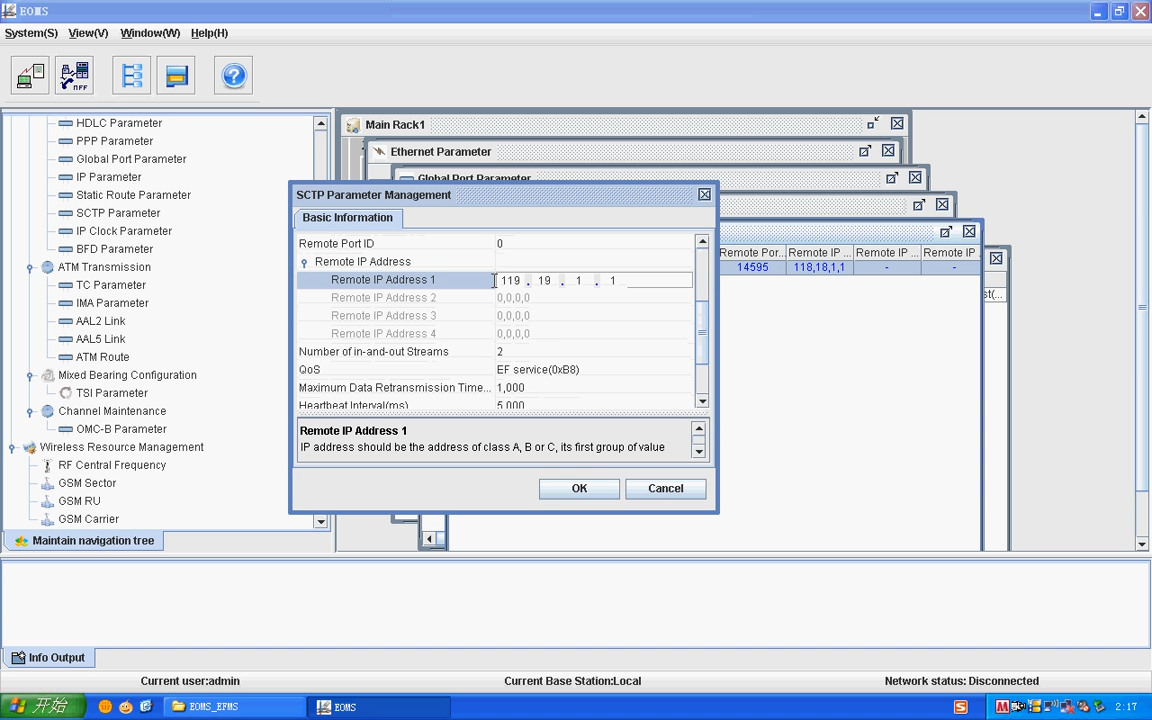 EOMS
System(S) View(V) Window(W) Help(H)
OFF
HDLC Parameter
PPP Parameter
Global Port Parameter
IP Parameter
Static Route Parameter
SCTP Parameter
IP Clock Parameter
BFD Parameter
ATM Transmission
TC Parameter
IMA Parameter
AAL2 Link
AAL5 Link
ATM Route
Mixed Bearing Configuration
TSI Parameter
Channel Maintenance
OMC-B Parameter
Wireless Resource Management
RF Central Frequency
GSM Sector
GSM RU
GSM Carrier
Maintain navigation tree
Main Rack1
Ethernet Parameter
Global Port Parameter
Remote Por... Remote IP ... Remote IP ... Remote IP ...
14595 118,18,1,1 - -
st(...
SCTP Parameter Management
Basic Information
Remote Port ID 0
Remote IP Address
Remote IP Address 1 119 . 19 . 1 . 1
Remote IP Address 2 0,0,0,0
Remote IP Address 3 0,0,0,0
Remote IP Address 4 0,0,0,0
Number of in-and-out Streams 2
QoS EF service(0xB8)
Maximum Data Retransmission Time... 1,000
Heartbeat Interval(ms) 5,000
Remote IP Address 1
IP address should be the address of class A, B or C, its first group of value
OK Cancel
Info Output
Current user:admin Current Base Station:Local Network status: Disconnected
开始 EOMS_EFMS EOMS 2:17